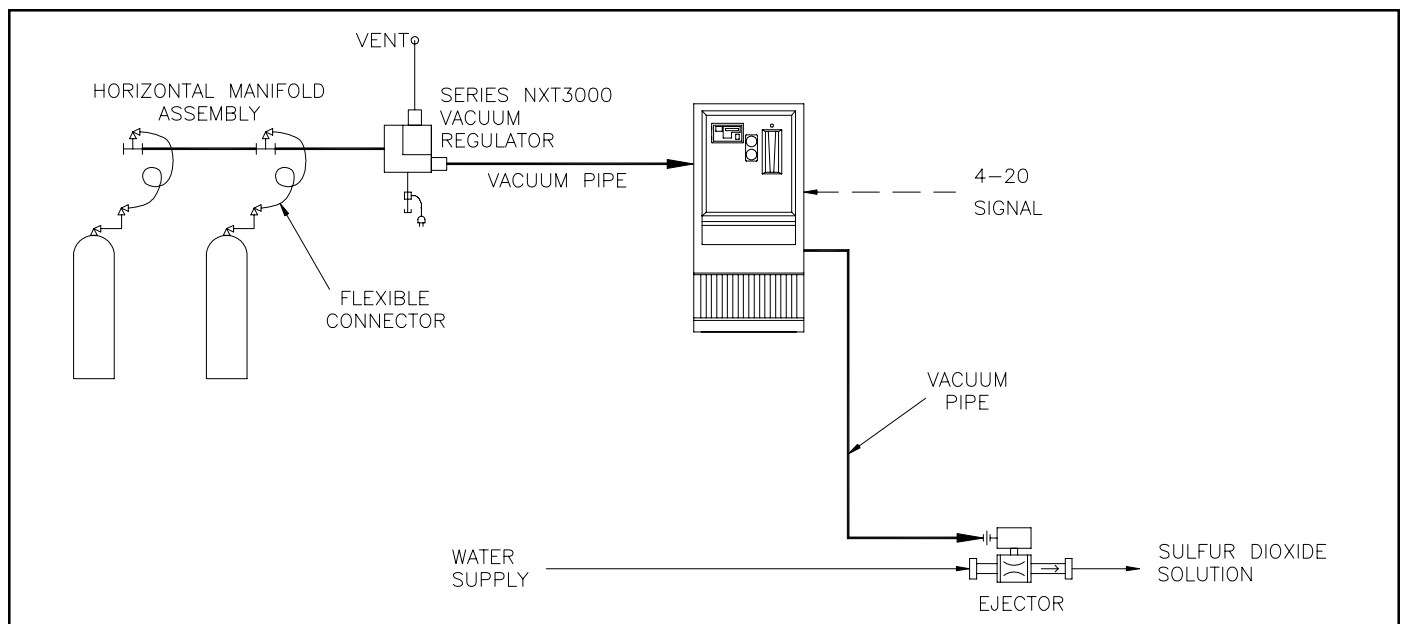 VENT
HORIZONTAL MANIFOLD
ASSEMBLY
SERIES NXT3000
VACUUM
REGULATOR
VACUUM PIPE
4-20
SIGNAL
FLEXIBLE
CONNECTOR
VACUUM
PIPE
WATER
SUPPLY
SULFUR DIOXIDE
SOLUTION
EJECTOR